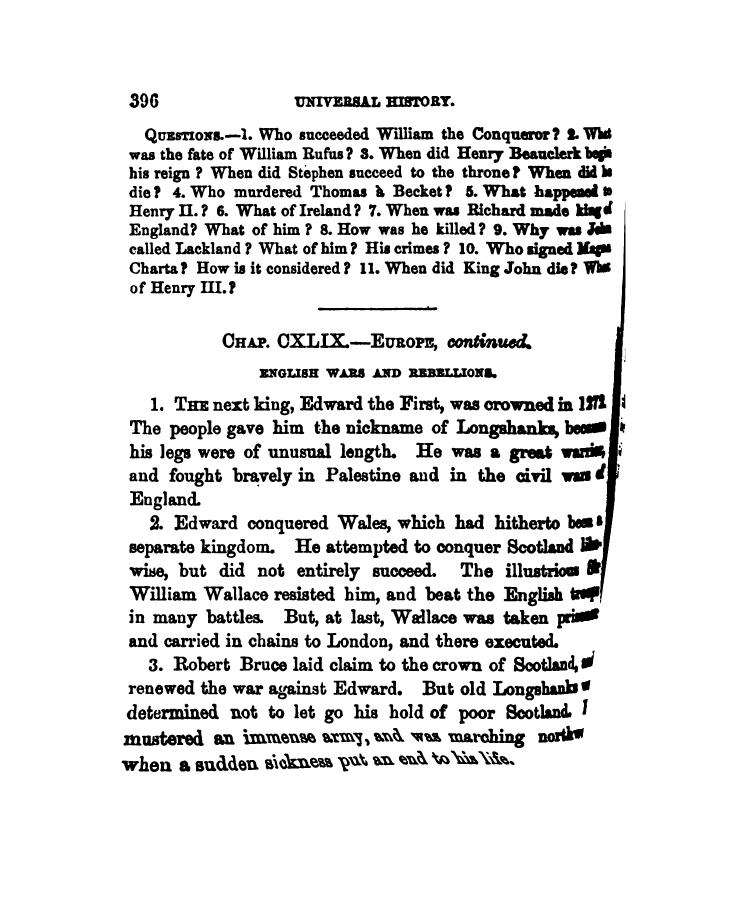 396 UNIVERSAL HISTORY.
QUESTIONS.—1. Who succeeded William the Conqueror? 2. What
was the fate of William Rufus? 3. When did Henry Beauclerk begin
his reign? When did Stephen succeed to the throne? When did he
die? 4. Who murdered Thomas à Becket? 5. What happened to
Henry II.? 6. What of Ireland? 7. When was Richard made king of
England? What of him? 8. How was he killed? 9. Why was John
called Lackland? What of him? His crimes? 10. Who signed Magna
Charta? How is it considered? 11. When did King John die? What
of Henry III.?
CHAP. CXLIX.—EUROPE, continued.
ENGLISH WARS AND REBELLIONS.
1. THE next king, Edward the First, was crowned in 1272.
The people gave him the nickname of Longshanks, because
his legs were of unusual length. He was a great warrior,
and fought bravely in Palestine and in the civil wars of
England.
2. Edward conquered Wales, which had hitherto been a
separate kingdom. He attempted to conquer Scotland like-
wise, but did not entirely succeed. The illustrious Sir
William Wallace resisted him, and beat the English troops
in many battles. But, at last, Wallace was taken prisoner
and carried in chains to London, and there executed.
3. Robert Bruce laid claim to the crown of Scotland, and
renewed the war against Edward. But old Longshanks
determined not to let go his hold of poor Scotland.
mustered an immense army, and was marching northw
when a sudden sickness put an end to his life.